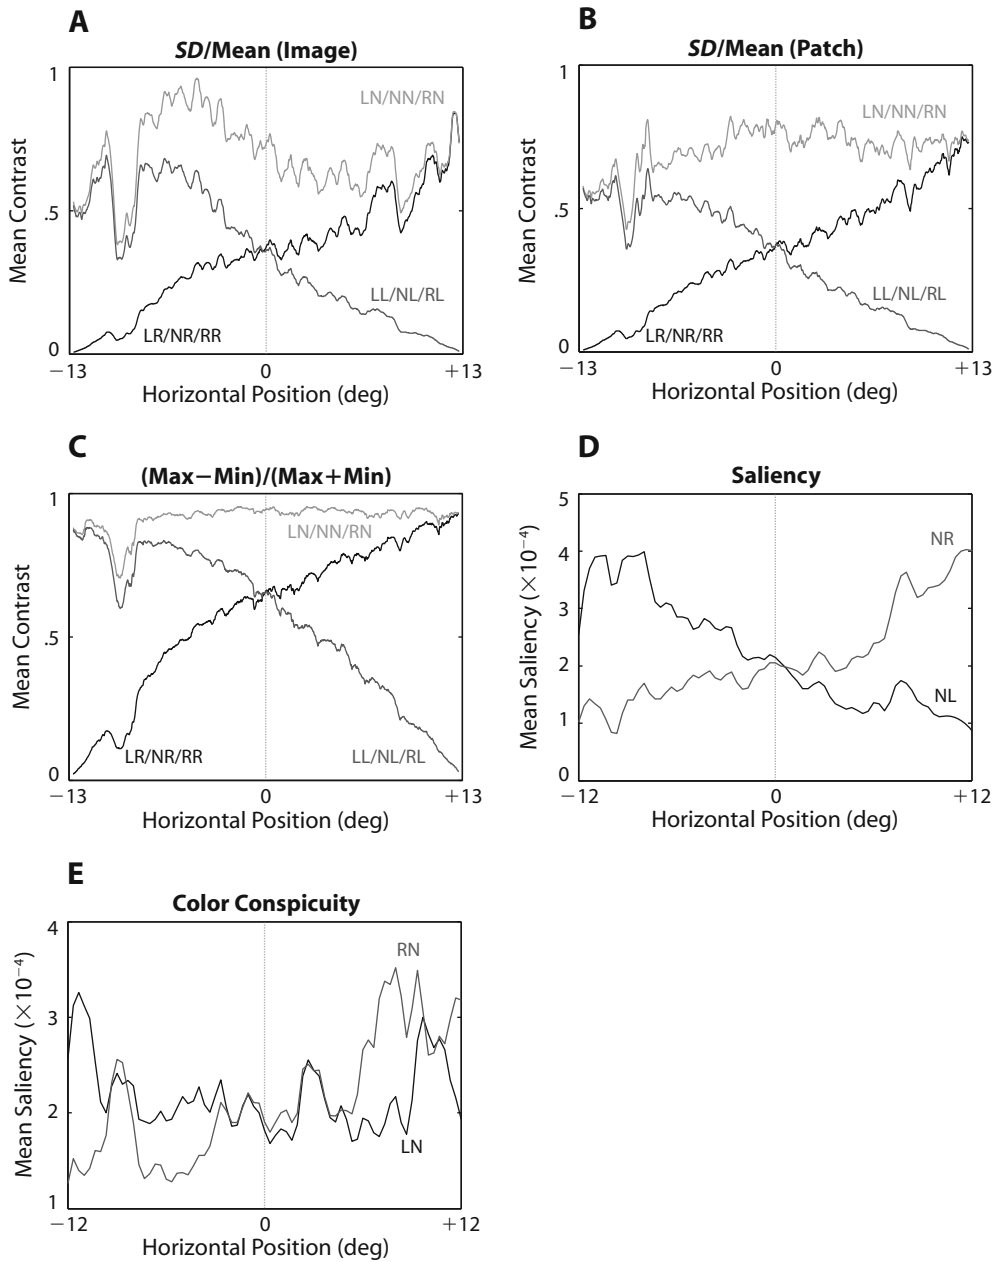 A
SD/Mean (Image)
1
.5
0
Mean Contrast
LN/NN/RN
LL/NL/RL
LR/NR/RR
−13
0
+13
Horizontal Position (deg)
B
SD/Mean (Patch)
1
.5
0
Mean Contrast
LN/NN/RN
LL/NL/RL
LR/NR/RR
−13
0
+13
Horizontal Position (deg)
C
(Max−Min)/(Max+Min)
1
.5
0
Mean Contrast
LN/NN/RN
LR/NR/RR
LL/NL/RL
−13
0
+13
Horizontal Position (deg)
D
Saliency
5
4
3
2
1
0
Mean Saliency (×10⁻⁴)
NR
NL
−12
0
+12
Horizontal Position (deg)
E
Color Conspicuity
4
3
2
1
Mean Saliency (×10⁻⁴)
RN
LN
−12
0
+12
Horizontal Position (deg)